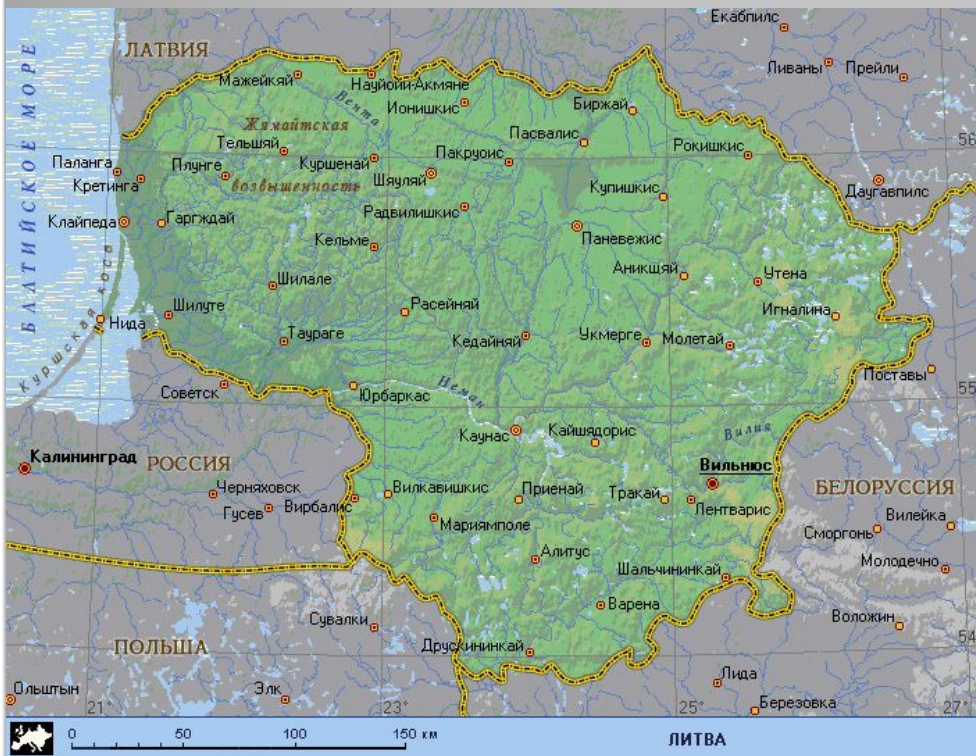 Екабпилс
ЛАТВИЯ
Ливаны
Прейли
Мажейкяй
Науйойи-Акмяне
Вента
Ионишкис
Биржай
Жямайтская
возвышенность
Пасвалис
56
Тельшяй
Куршенай
Пакруоис
Рокишкис
Паланга
Плунге
Кретинга
Шяуляй
Даугавпилс
Купишкис
Радвилишкис
Клайпеда
Гаргждай
Паневежис
Кельме
Аникщяй
Утена
БАЛТИЙСКОЕ МОРЕ
Шилале
Куршская коса
Шилуте
Расейняй
Игналина
Нида
Таураге
Кедайняй
Укмерге
Молетай
Поставы
Советск
Юрбаркас
Неман
55
Каунас
Кайшядорис
Вилия
Калининград
РОССИЯ
Вильнюс
БЕЛОРУССИЯ
Черняховск
Вирбалис
Вилкавишкис
Приенай
Тракай
Лентварис
Гусев
Мариямполе
Сморгонь
Вилейка
Алитус
Молодечно
Шальчининкай
Варена
Сувалки
Воложин
ПОЛЬША
Друскининкай
54
Ольштын
Элк
Лида
Березовка
21°
23
25
27°
0 50 100 150 км
ЛИТВА